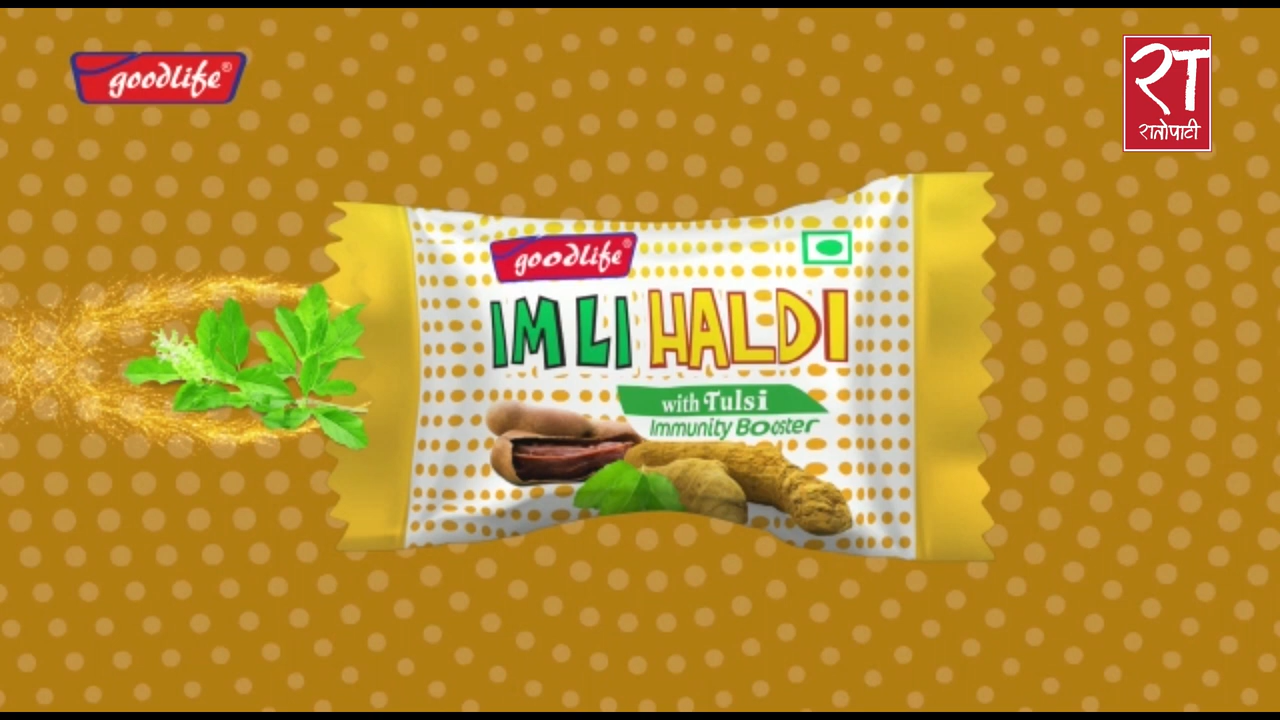 goodlife®
रा
रातोपाटी
goodlife®
IMLI HALDI
with Tulsi
Immunity Booster